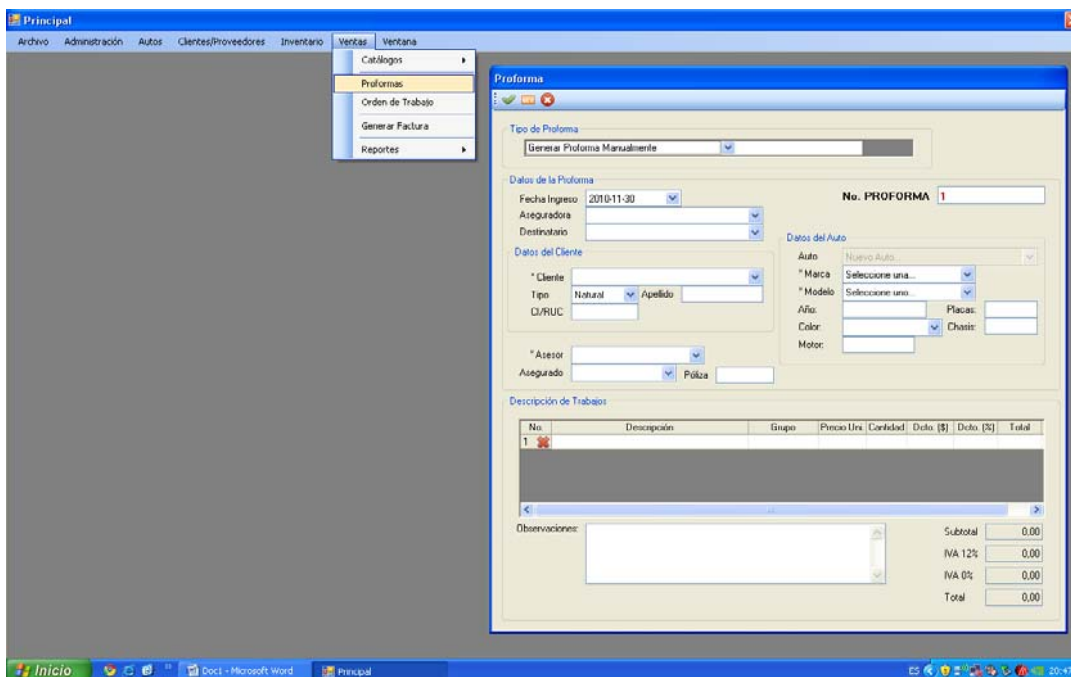 Principal
Archivo Administración Autos Clientes/Proveedores Inventario Ventas Ventana
Catálogos
Proformas
Orden de Trabajo
Generar Factura
Reportes
Proforma
Tipo de Proforma
Generar Proforma Manualmente
Datos de la Proforma
Fecha Ingreso 2010-11-30
No. PROFORMA 1
Aseguradora
Destinatario
Datos del Cliente
* Cliente
Tipo Natural Apellido
CI/RUC
Datos del Auto
Auto Nuevo Auto...
* Marca Seleccione una...
* Modelo Seleccione uno...
Año: Placas:
Color: Chasis:
Motor:
* Asesor
Asegurado Póliza
Descripción de Trabajos
No. Descripción Grupo Precio Uni. Cantidad Dcto. ($) Dcto. (%) Total
1
Observaciones:
Subtotal 0,00
IVA 12% 0,00
IVA 0% 0,00
Total 0,00
Inicio Doc1 - Microsoft Word Principal ES 20:47